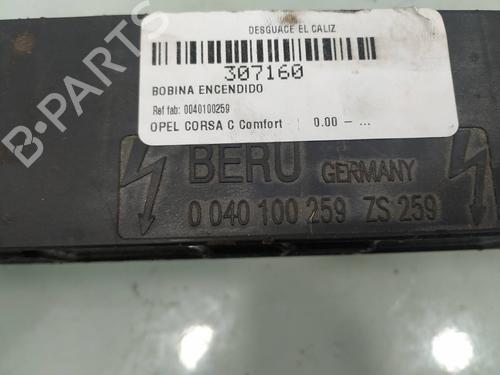 DESGUACE EL CALIZ
307160
BOBINA ENCENDIDO
Ref fab: 0040100259
OPEL CORSA C Comfort 0.00 – ...
BERU GERMANY
0 040 100 259 ZS 259
B-PARTS